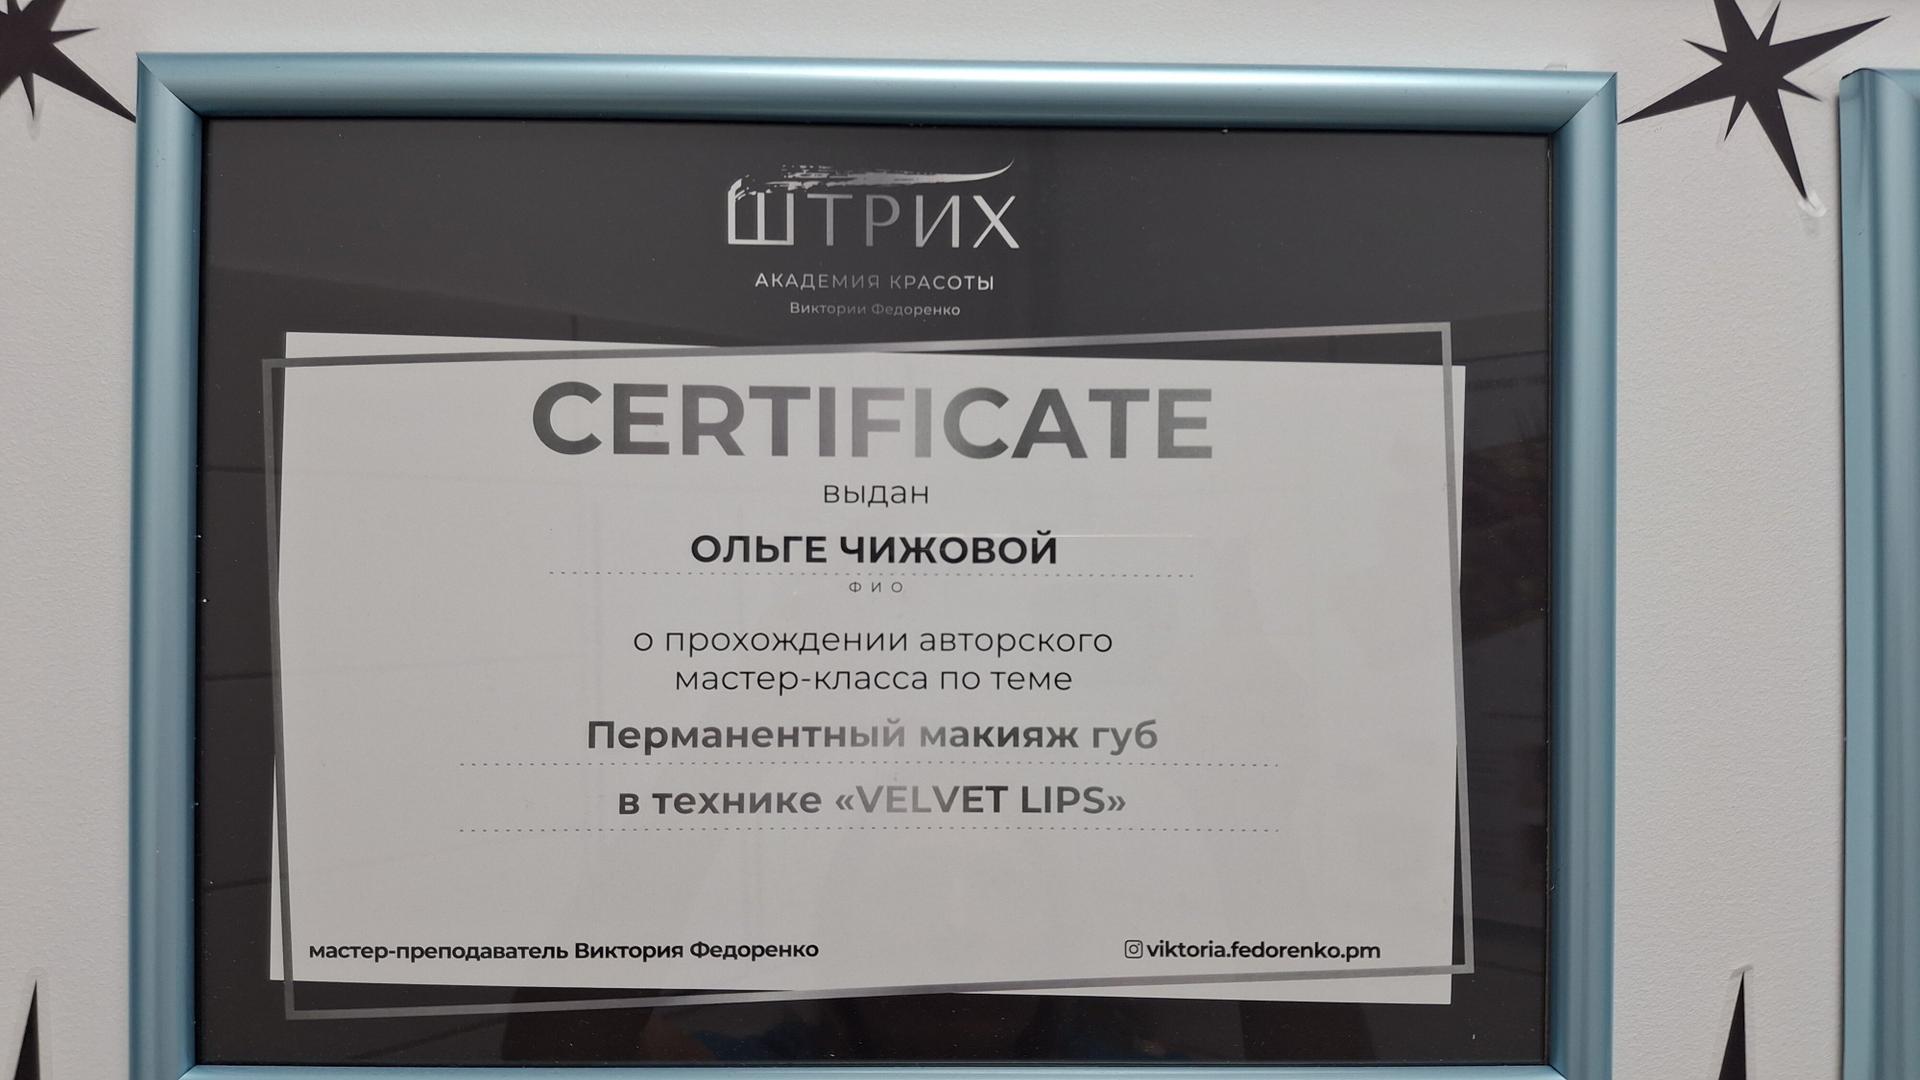 ШТРИХ
АКАДЕМИЯ КРАСОТЫ
Виктории Федоренко
CERTIFICATE
выдан
ОЛЬГЕ ЧИЖОВОЙ
ФИО
о прохождении авторского
мастер-класса по теме
Перманентный макияж губ
в технике «VELVET LIPS»
мастер-преподаватель Виктория Федоренко
viktoria.fedorenko.pm